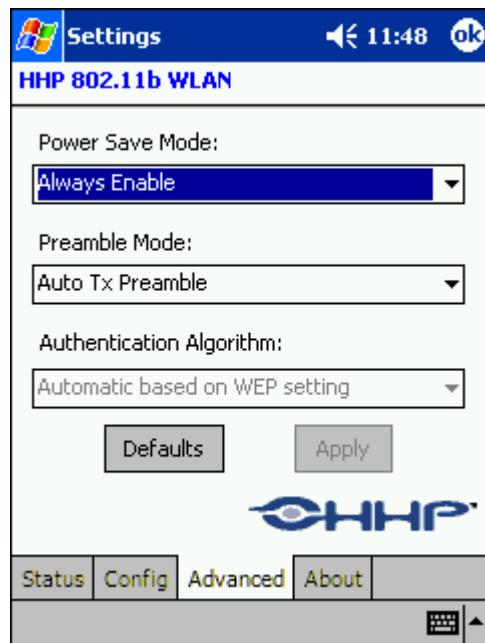 Settings 11:48 ok
HHP 802.11b WLAN
Power Save Mode:
Always Enable
Preamble Mode:
Auto Tx Preamble
Authentication Algorithm:
Automatic based on WEP setting
Defaults Apply
HHP
Status Config Advanced About